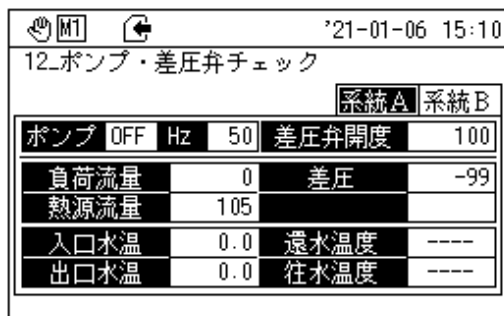 M1 '21-01-06 15:10
12_ポンプ・差圧弁チェック
系統A 系統B
ポンプ OFF Hz 50 差圧弁開度 100
負荷流量 0 差圧 -99
熱源流量 105
入口水温 0.0 還水温度 ----
出口水温 0.0 往水温度 ----